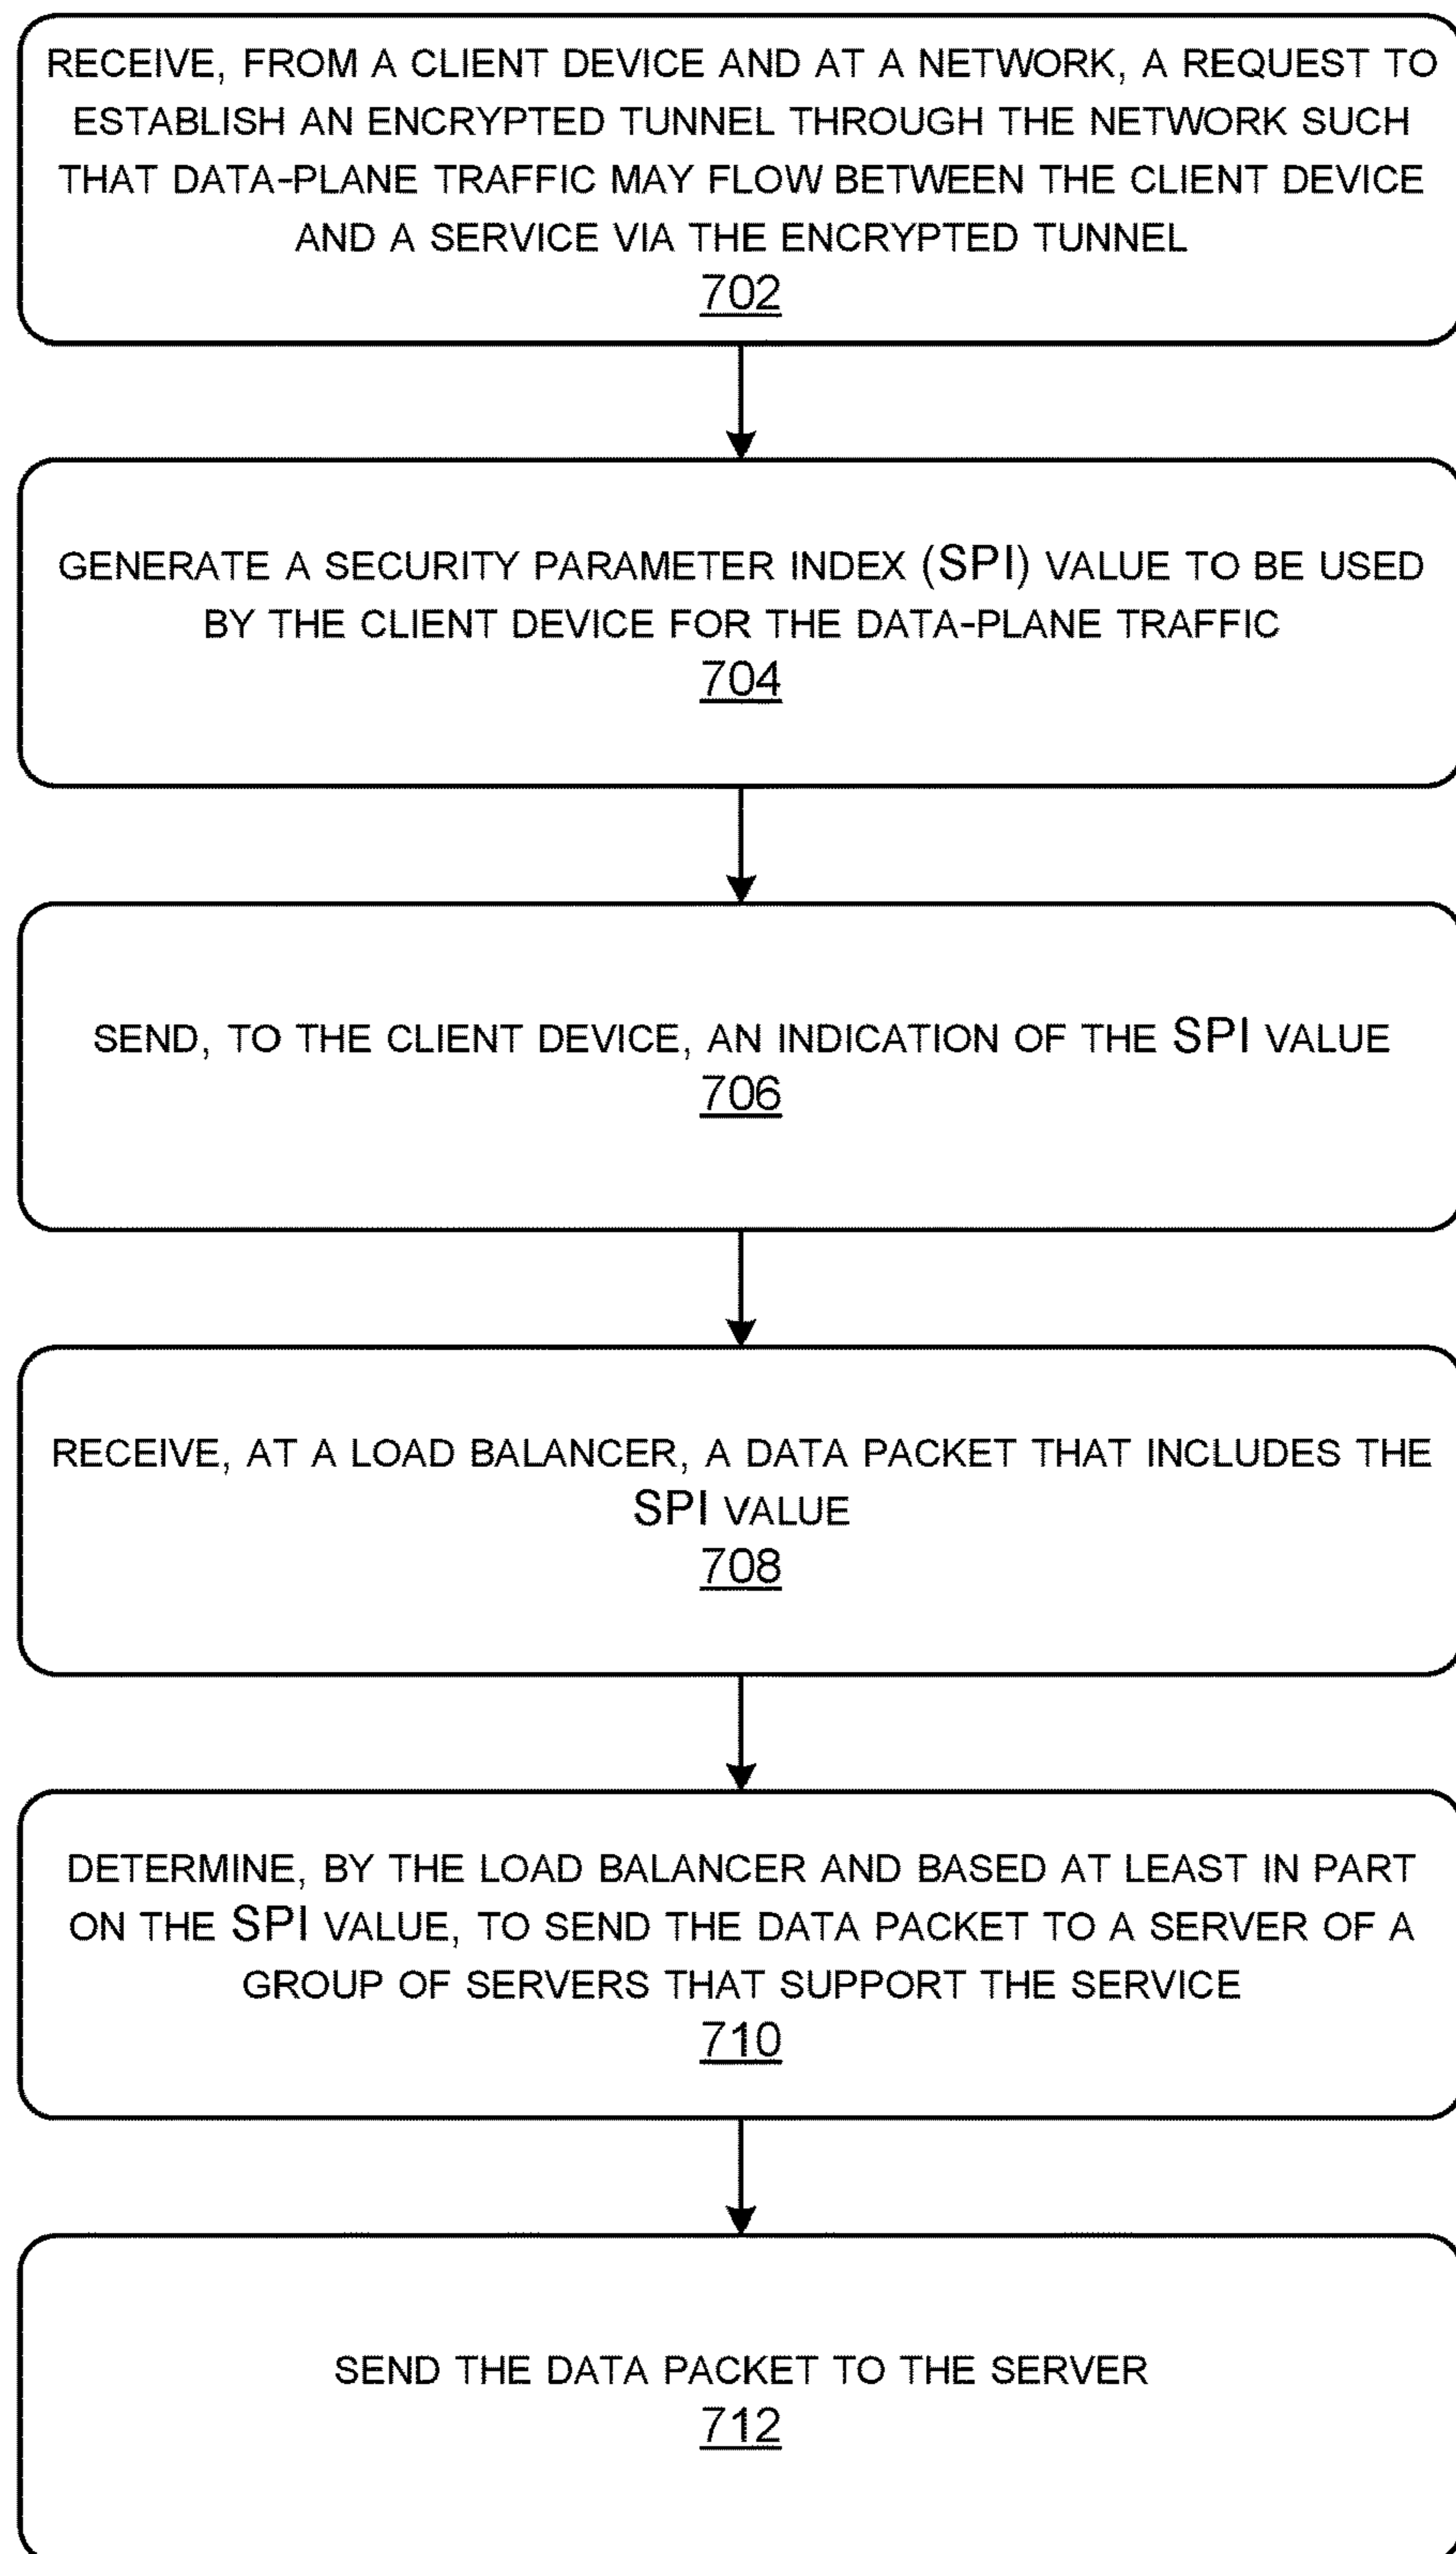 RECEIVE, FROM A CLIENT DEVICE AND AT A NETWORK, A REQUEST TO
ESTABLISH AN ENCRYPTED TUNNEL THROUGH THE NETWORK SUCH
THAT DATA-PLANE TRAFFIC MAY FLOW BETWEEN THE CLIENT DEVICE
AND A SERVICE VIA THE ENCRYPTED TUNNEL
702
GENERATE A SECURITY PARAMETER INDEX (SPI) VALUE TO BE USED
BY THE CLIENT DEVICE FOR THE DATA-PLANE TRAFFIC
704
SEND, TO THE CLIENT DEVICE, AN INDICATION OF THE SPI VALUE
706
RECEIVE, AT A LOAD BALANCER, A DATA PACKET THAT INCLUDES THE
SPI VALUE
708
DETERMINE, BY THE LOAD BALANCER AND BASED AT LEAST IN PART
ON THE SPI VALUE, TO SEND THE DATA PACKET TO A SERVER OF A
GROUP OF SERVERS THAT SUPPORT THE SERVICE
710
SEND THE DATA PACKET TO THE SERVER
712